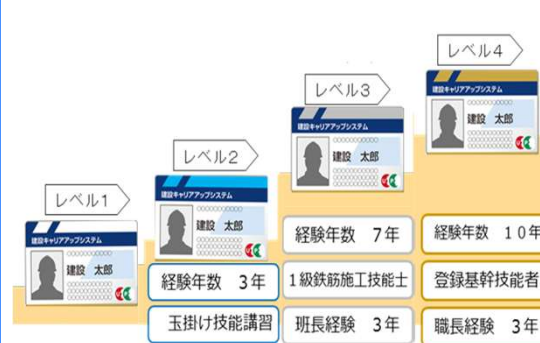 レベル4
建設キャリアアップシステム
建設 太郎
レベル3
建設キャリアアップシステム
建設 太郎
レベル2
建設キャリアアップシステム
建設 太郎
レベル1
建設キャリアアップシステム
建設 太郎
経験年数 3年
玉掛け技能講習
経験年数 7年
1級鉄筋施工技能士
班長経験 3年
経験年数 10年
登録基幹技能者
職長経験 3年